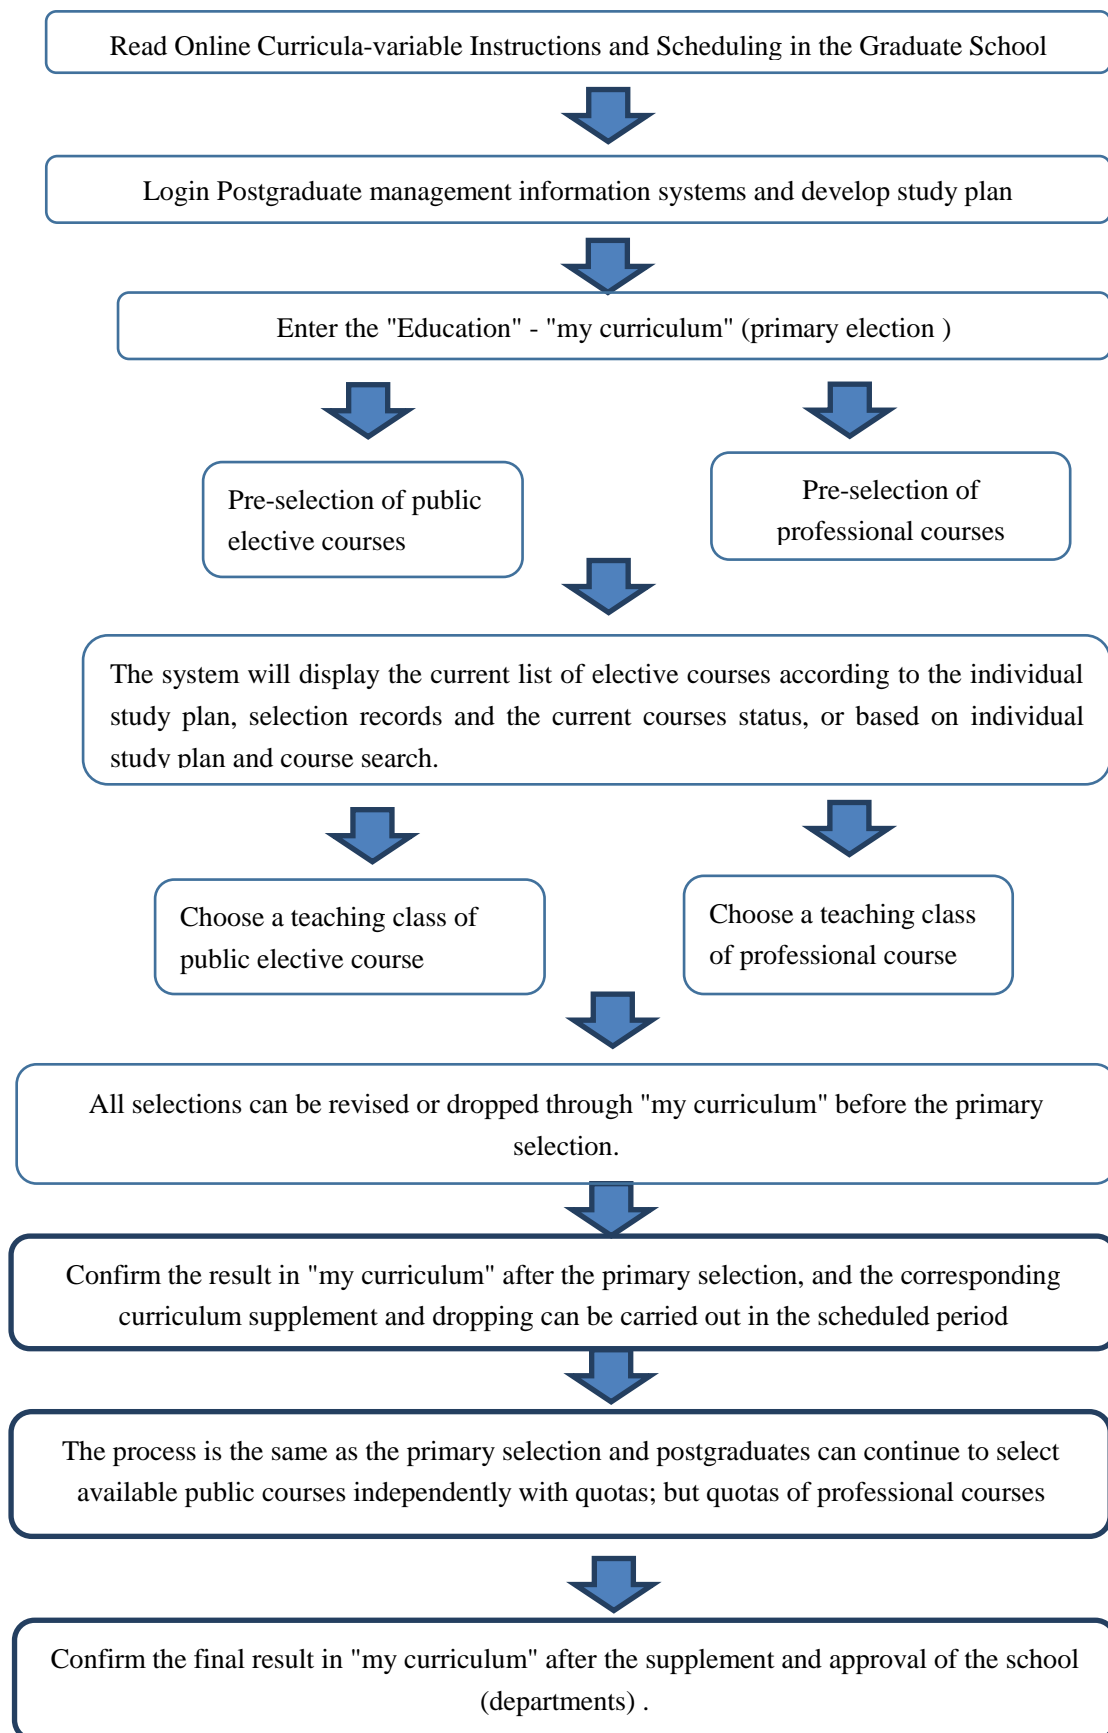 Read Online Curricula-variable Instructions and Scheduling in the Graduate School
Login Postgraduate management information systems and develop study plan
Enter the "Education" - "my curriculum" (primary election )
Pre-selection of public
elective courses
Pre-selection of
professional courses
The system will display the current list of elective courses according to the individual
study plan, selection records and the current courses status, or based on individual
study plan and course search.
Choose a teaching class of
public elective course
Choose a teaching class
of professional course
All selections can be revised or dropped through "my curriculum" before the primary
selection.
Confirm the result in "my curriculum" after the primary selection, and the corresponding
curriculum supplement and dropping can be carried out in the scheduled period
The process is the same as the primary selection and postgraduates can continue to select
available public courses independently with quotas; but quotas of professional courses
Confirm the final result in "my curriculum" after the supplement and approval of the school
(departments) .